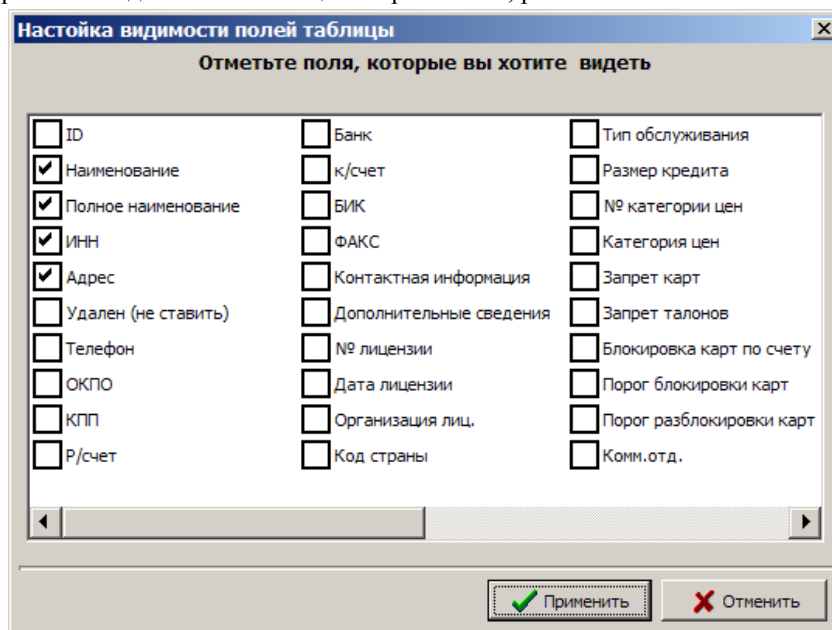 Настойка видимости полей таблицы
Отметьте поля, которые вы хотите видеть
ID
Наименование
Полное наименование
ИНН
Адрес
Удален (не ставить)
Телефон
ОКПО
КПП
Р/счет
Банк
к/счет
БИК
ФАКС
Контактная информация
Дополнительные сведения
№ лицензии
Дата лицензии
Организация лиц.
Код страны
Тип обслуживания
Размер кредита
№ категории цен
Категория цен
Запрет карт
Запрет талонов
Блокировка карт по счету
Порог блокировки карт
Порог разблокировки карт
Комм.отд.
Применить
Отменить